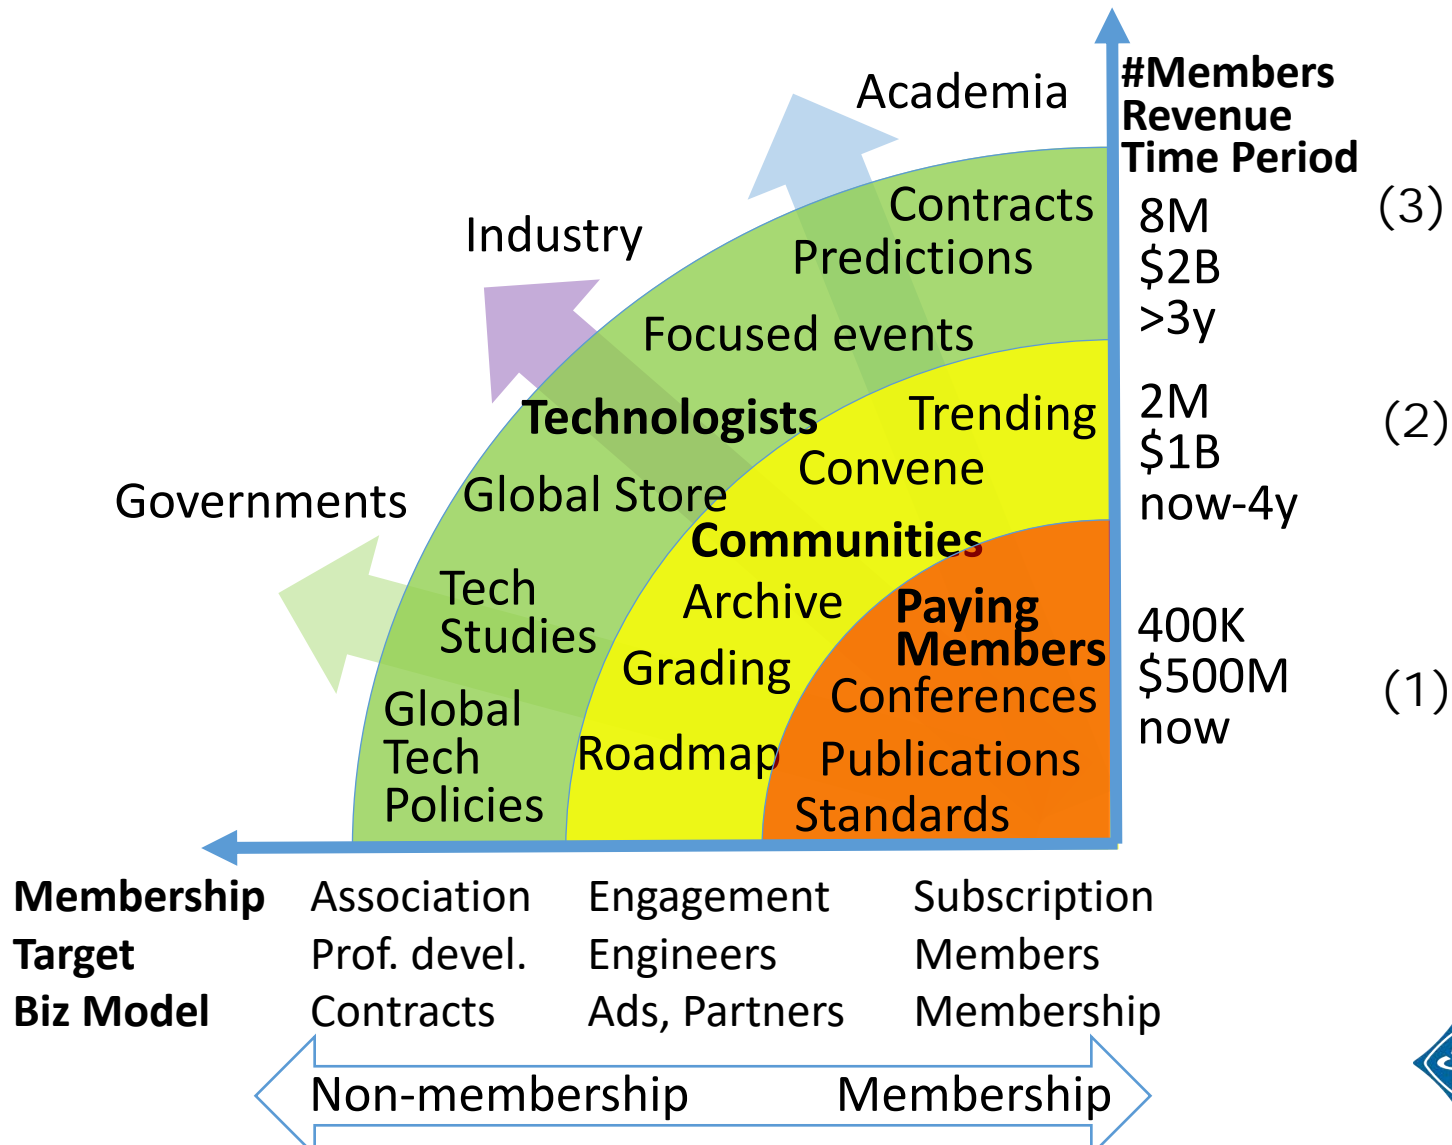 Academia
#Members
Revenue
Time Period
Contracts
8M
(3)
Industry
Predictions
$2B
>3y
Focused events
Technologists
Trending
2M
(2)
Convene
$1B
Governments
Global Store
now-4y
Communities
Tech
Studies
Archive
Paying
Members
400K
Grading
Conferences
$500M
(1)
Global
Tech
Policies
Roadmap
Publications
now
Standards
Membership Association Engagement Subscription
Target Prof. devel. Engineers Members
Biz Model Contracts Ads, Partners Membership
Non-membership Membership